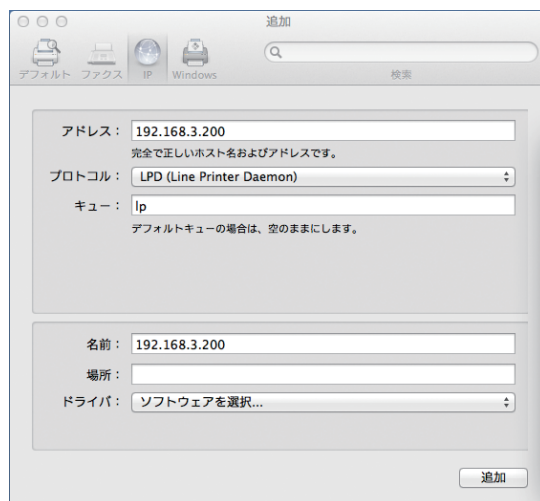 追加
デフォルト ファクス IP Windows
検索
アドレス： 192.168.3.200
完全で正しいホスト名およびアドレスです。
プロトコル： LPD (Line Printer Daemon)
キュー： lp
デフォルトキューの場合は、空のままにします。
名前： 192.168.3.200
場所：
ドライバ： ソフトウェアを選択...
追加